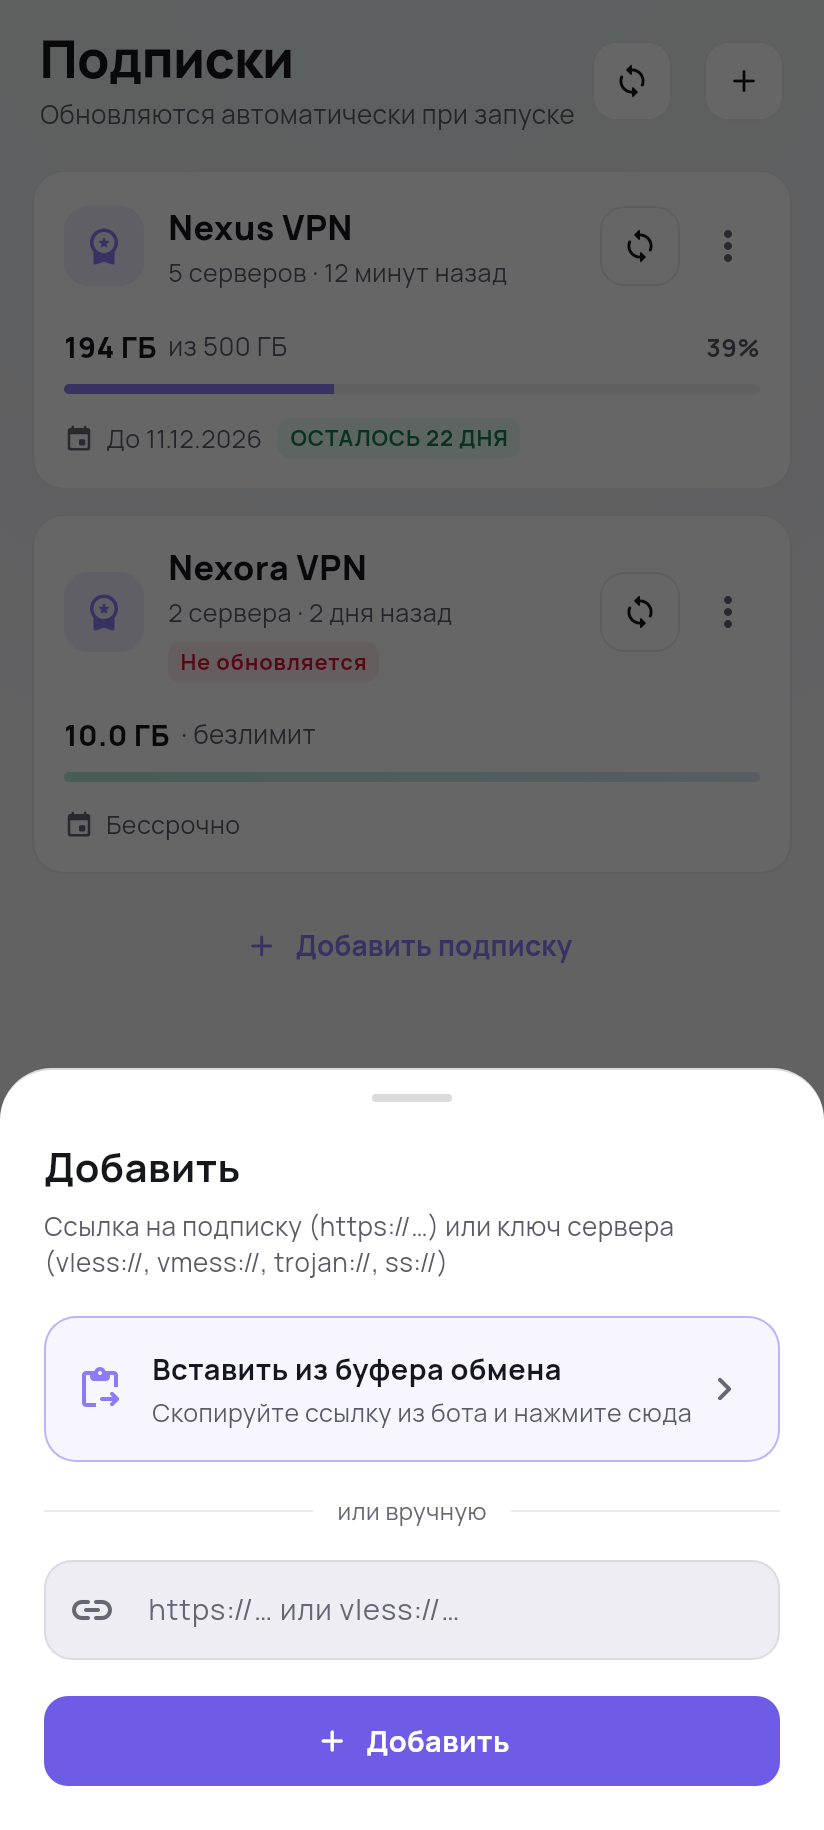 Подписки
Обновляются автоматически при запуске
Nexus VPN
5 серверов · 12 минут назад
194 ГБ из 500 ГБ
39%
До 11.12.2026
ОСТАЛОСЬ 22 ДНЯ
Nexora VPN
2 сервера · 2 дня назад
Не обновляется
10.0 ГБ · безлимит
Бессрочно
+ Добавить подписку
Добавить
Ссылка на подписку (https://…) или ключ сервера
(vless://, vmess://, trojan://, ss://)
Вставить из буфера обмена
Скопируйте ссылку из бота и нажмите сюда
или вручную
https://… или vless://…
+ Добавить